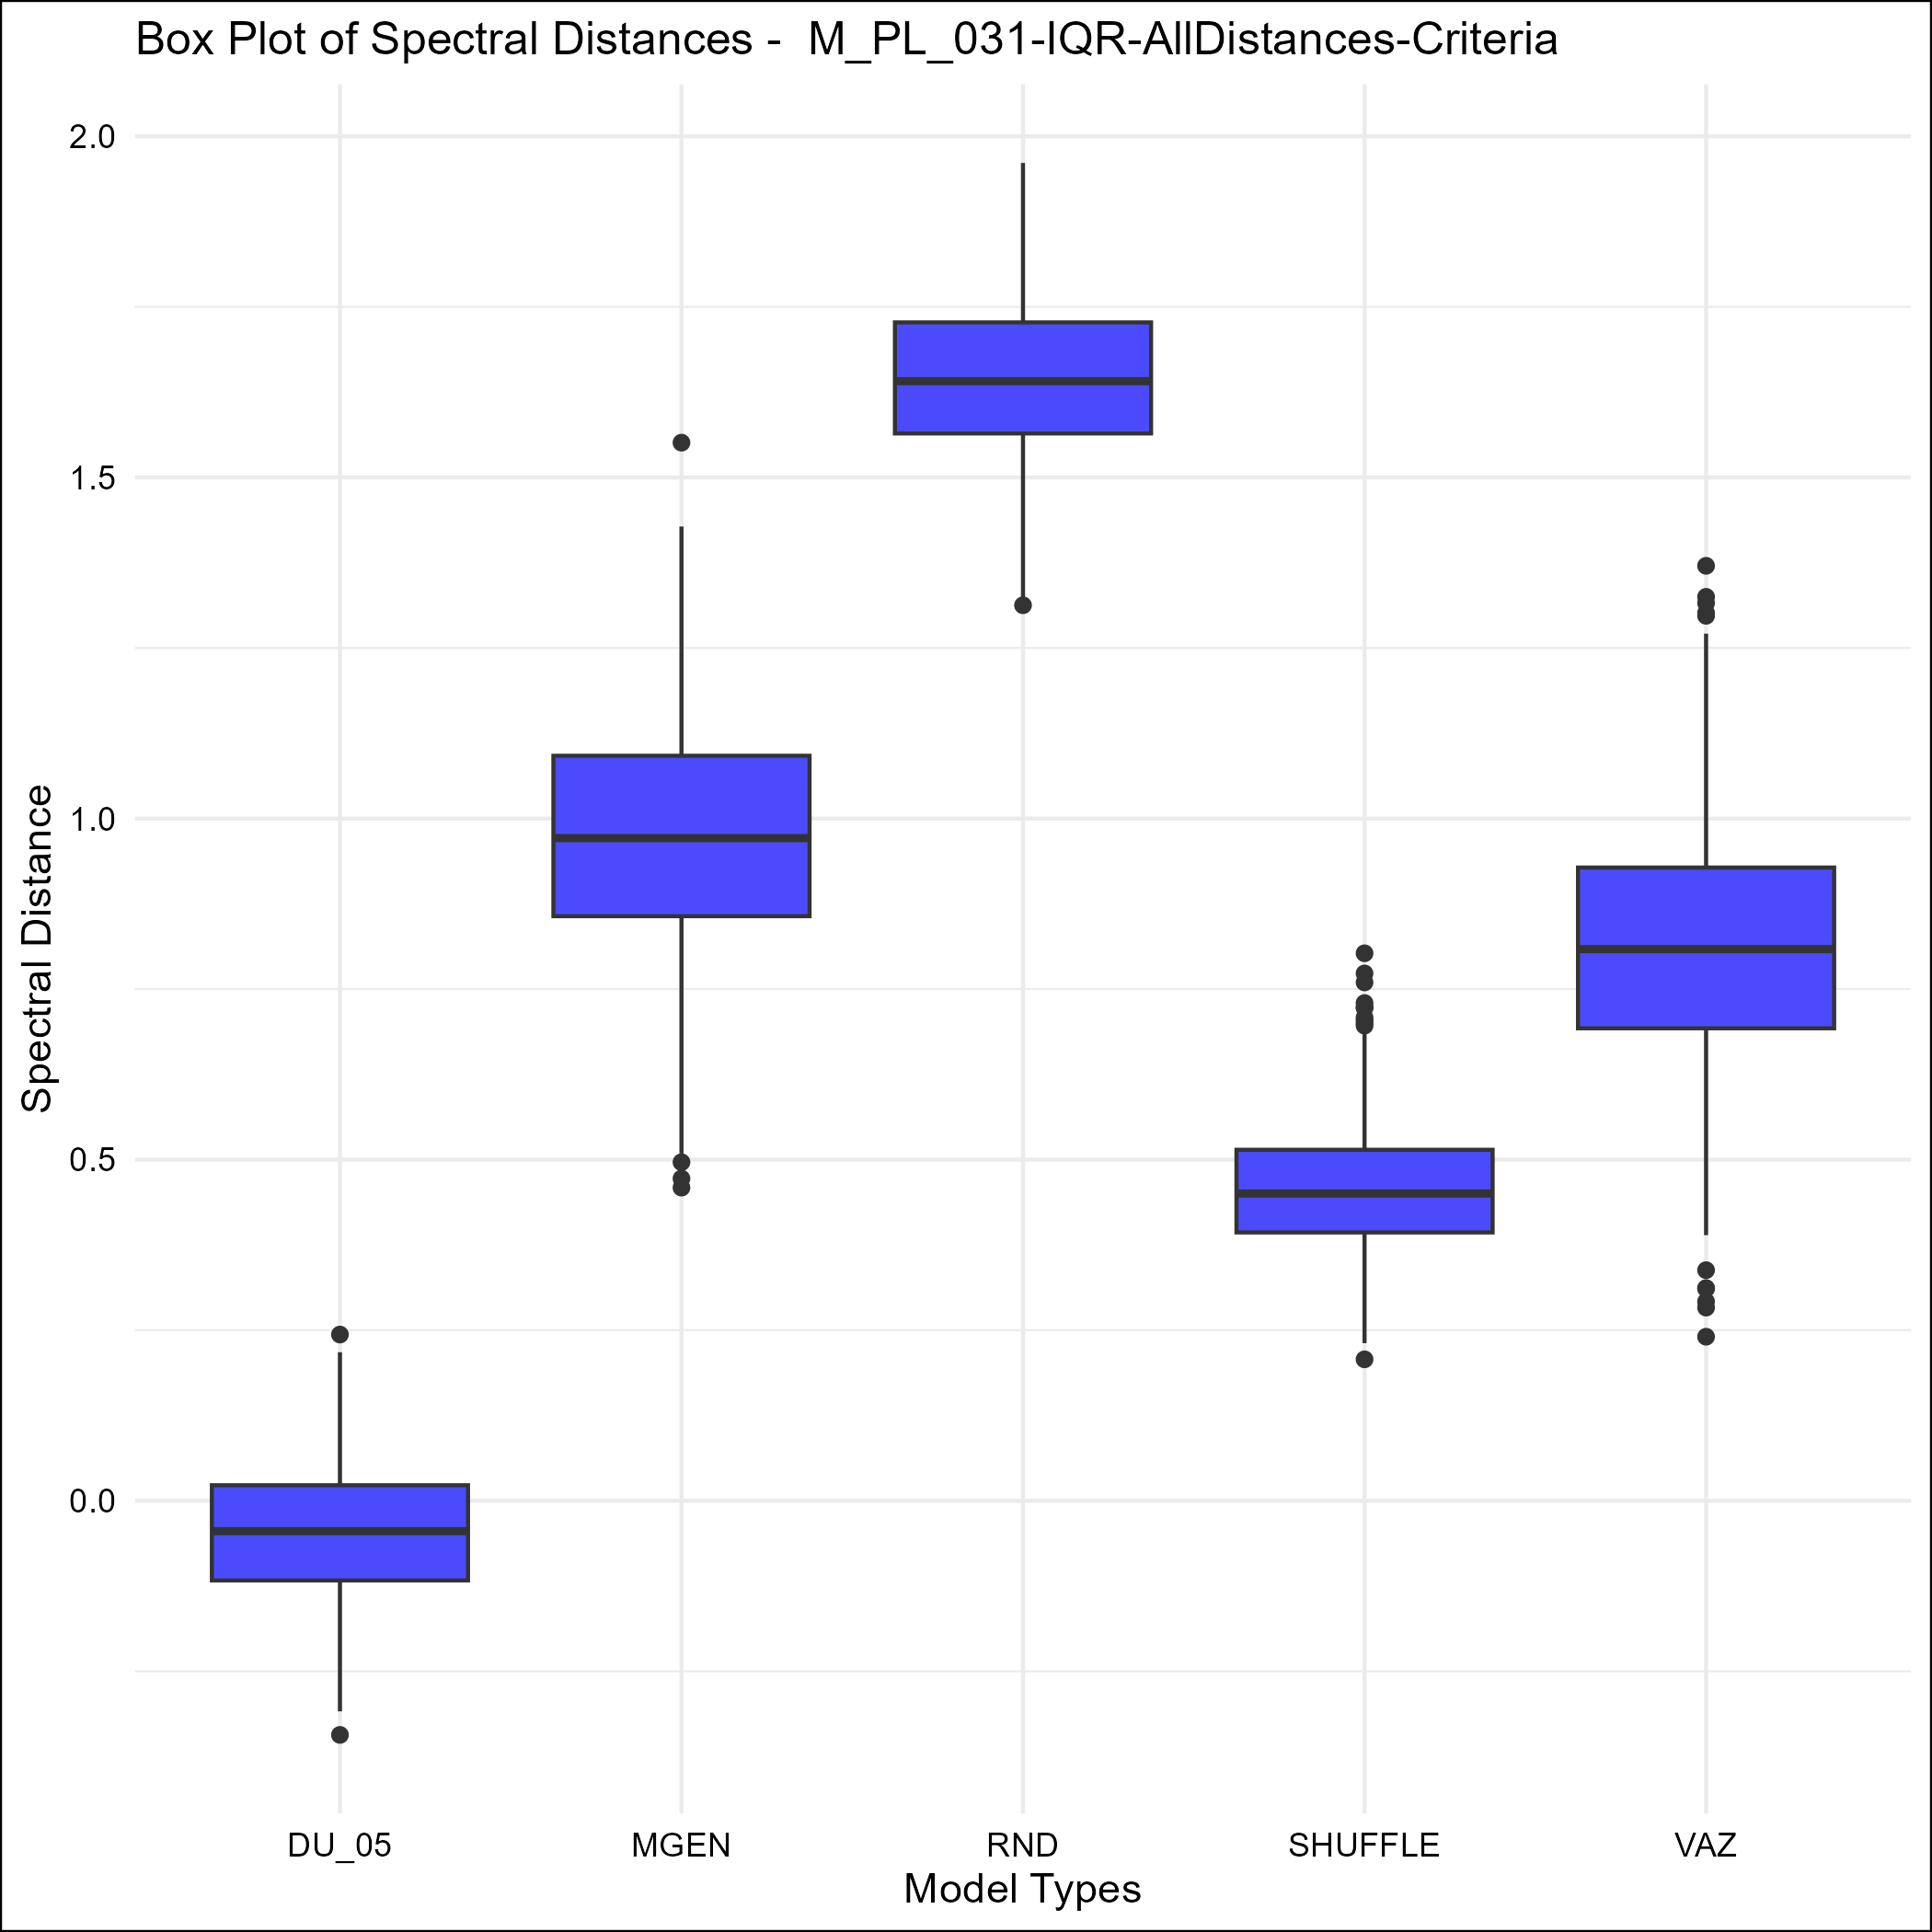 Box Plot of Spectral Distances -  M_PL_031-IQR-AllDistances-Criteria
2.0
1.5
1.0
0.5
0.0
Spectral Distance
DU_05 MGEN RND SHUFFLE VAZ
Model Types